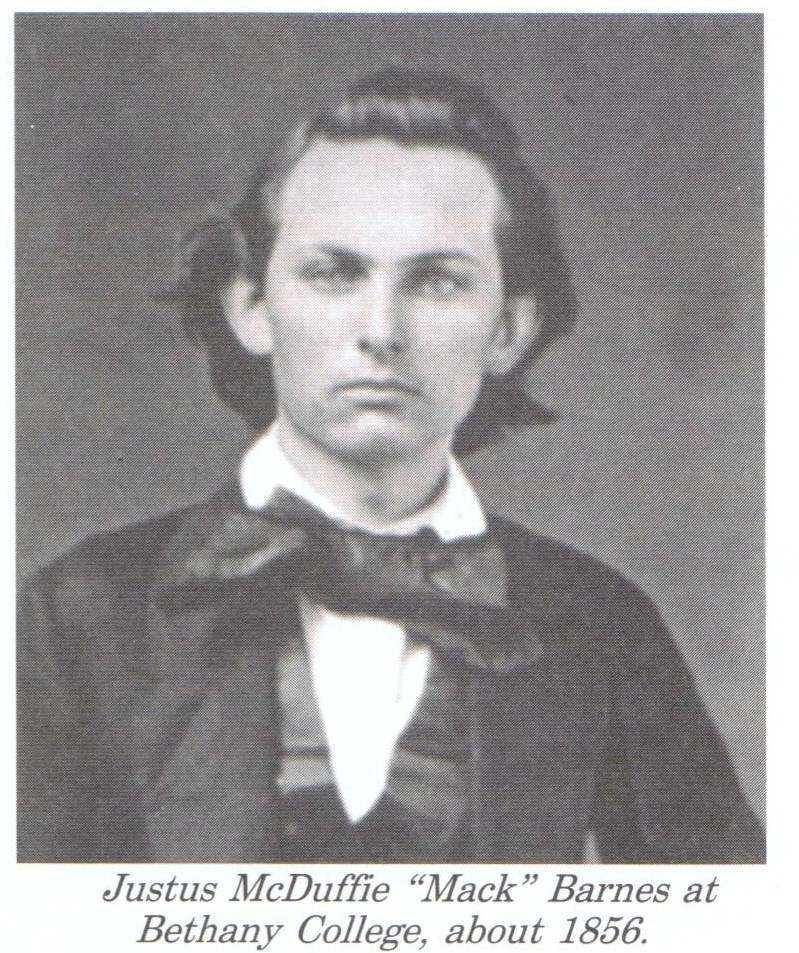 Justus McDuffie “Mack” Barnes at
Bethany College, about 1856.